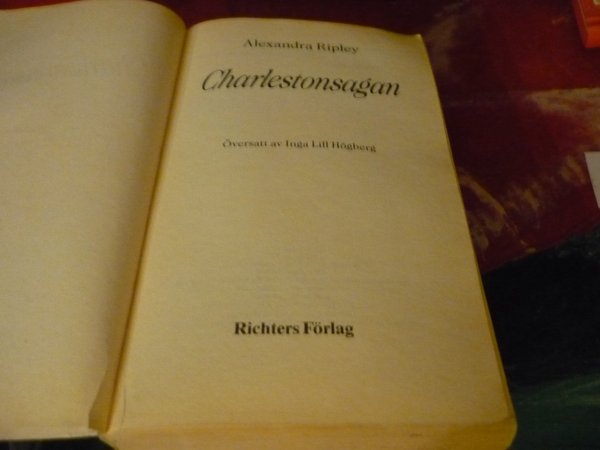 Alexandra Ripley
Charlestonsagan
Översatt av Inga Lill Högberg
Richters Förlag